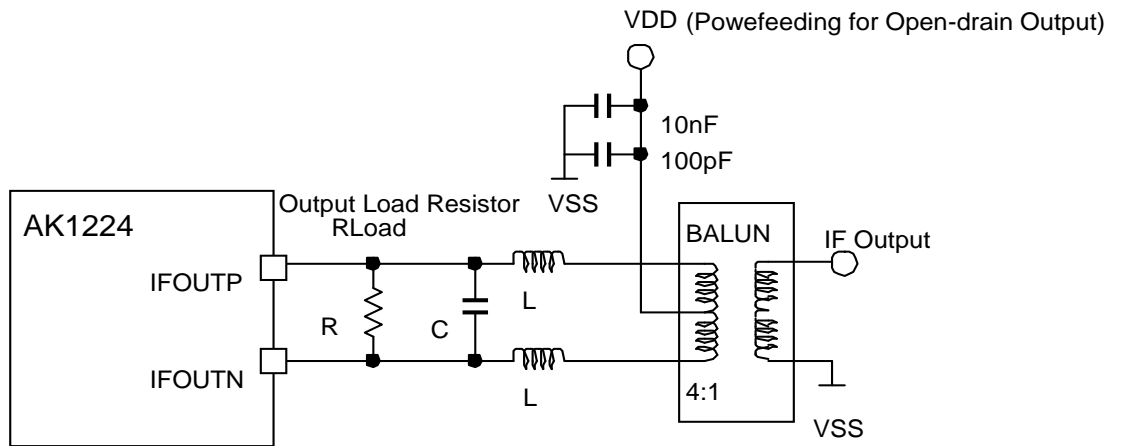 VDD (Powefeeding for Open-drain Output)
10nF
100pF
VSS
Output Load Resistor
RLoad
AK1224
BALUN
IF Output
IFOUTP
L
R
C
IFOUTN
L
4:1
VSS